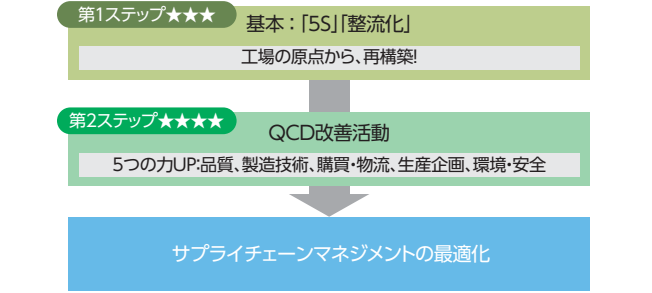 第1ステップ★★★
基本：「5S」「整流化」
工場の原点から、再構築!
第2ステップ★★★★
QCD改善活動
5つの力UP:品質、製造技術、購買・物流、生産企画、環境・安全
サプライチェーンマネジメントの最適化